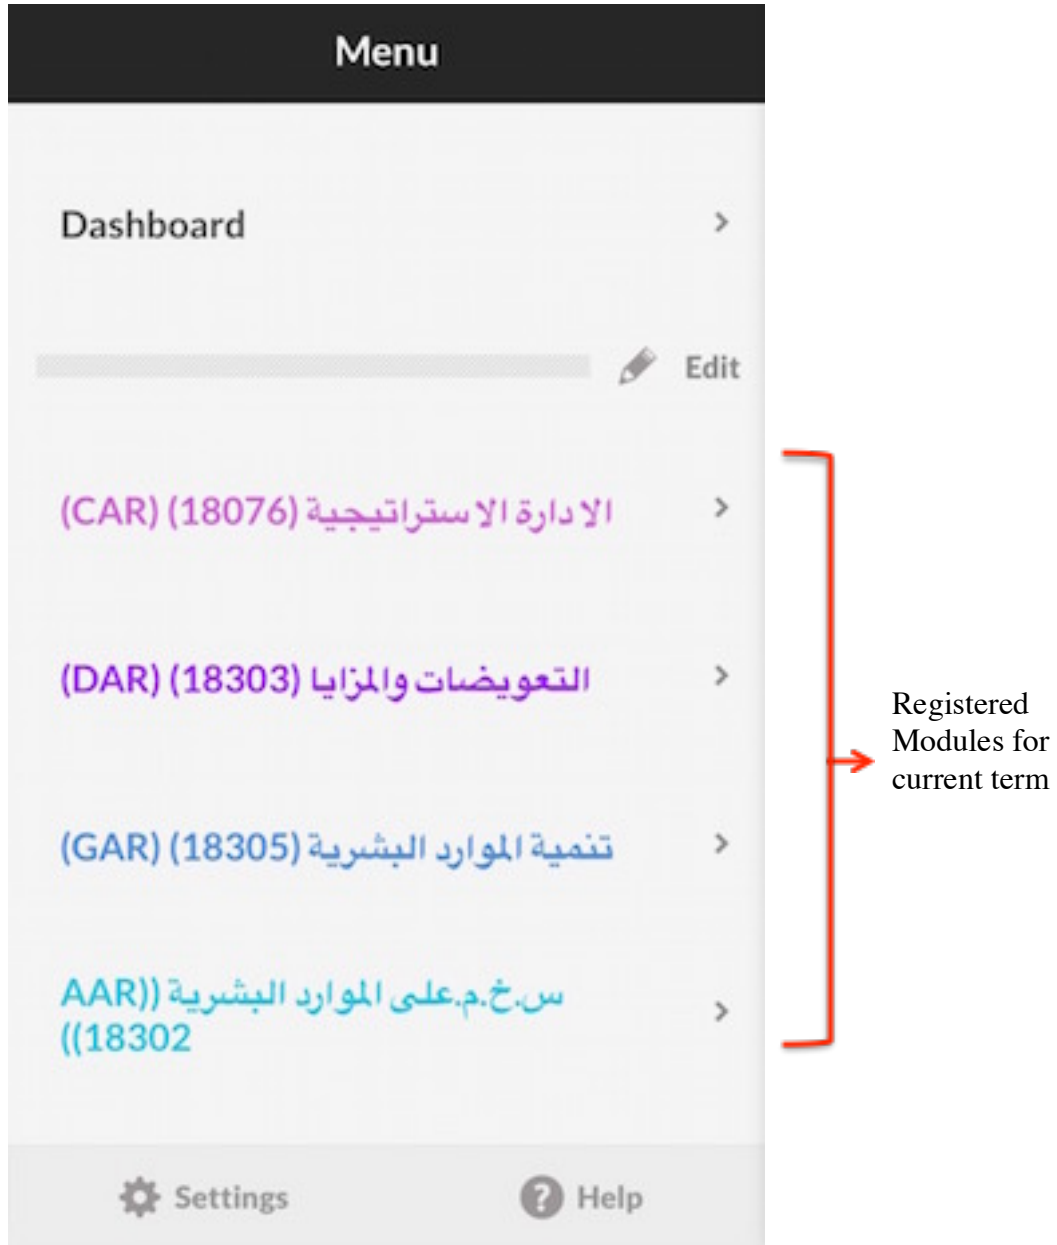 Menu
Dashboard
Edit
الادارة الاستراتيجية (18076) (CAR)
التعويضات والمزايا (18303) (DAR)
تنمية الموارد البشرية (18305) (GAR)
س.خ.م.على الموارد البشرية ((AAR
((18302
Registered
Modules for
current term
Settings
Help